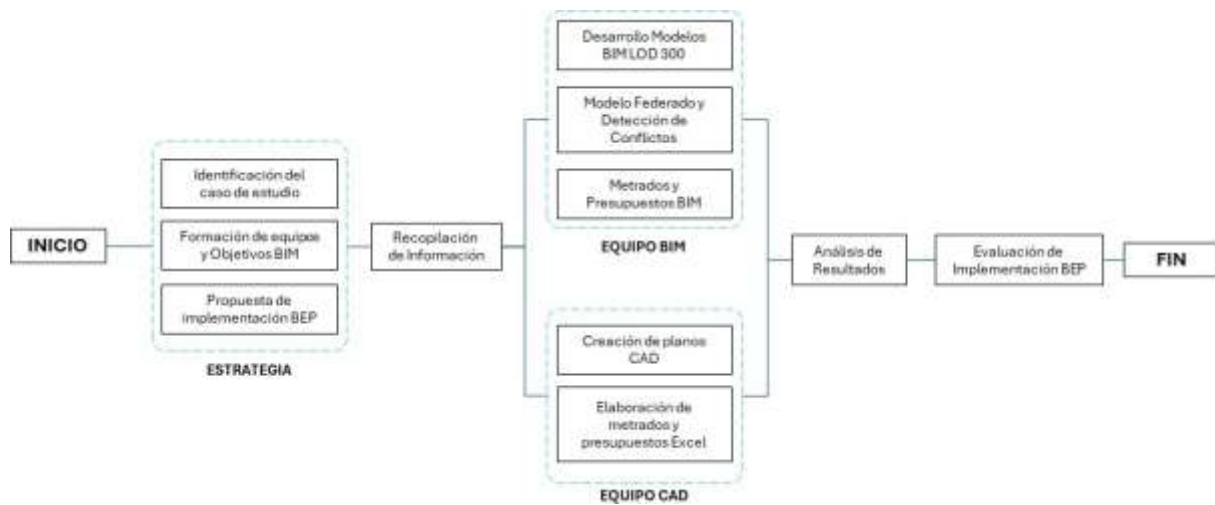 INICIO
Identificación del
caso de estudio
Formación de equipos
y Objetivos BIM
Propuesta de
implementación BEP
ESTRATEGIA
Recopilación
de Información
Desarrollo Modelos
BIM LOD 300
Modelo Federado y
Detección de
Conflictos
Metrados y
Presupuestos BIM
EQUIPO BIM
Creación de planos
CAD
Elaboración de
metrados y
presupuestos Excel
EQUIPO CAD
Análisis de
Resultados
Evaluación de
Implementación BEP
FIN